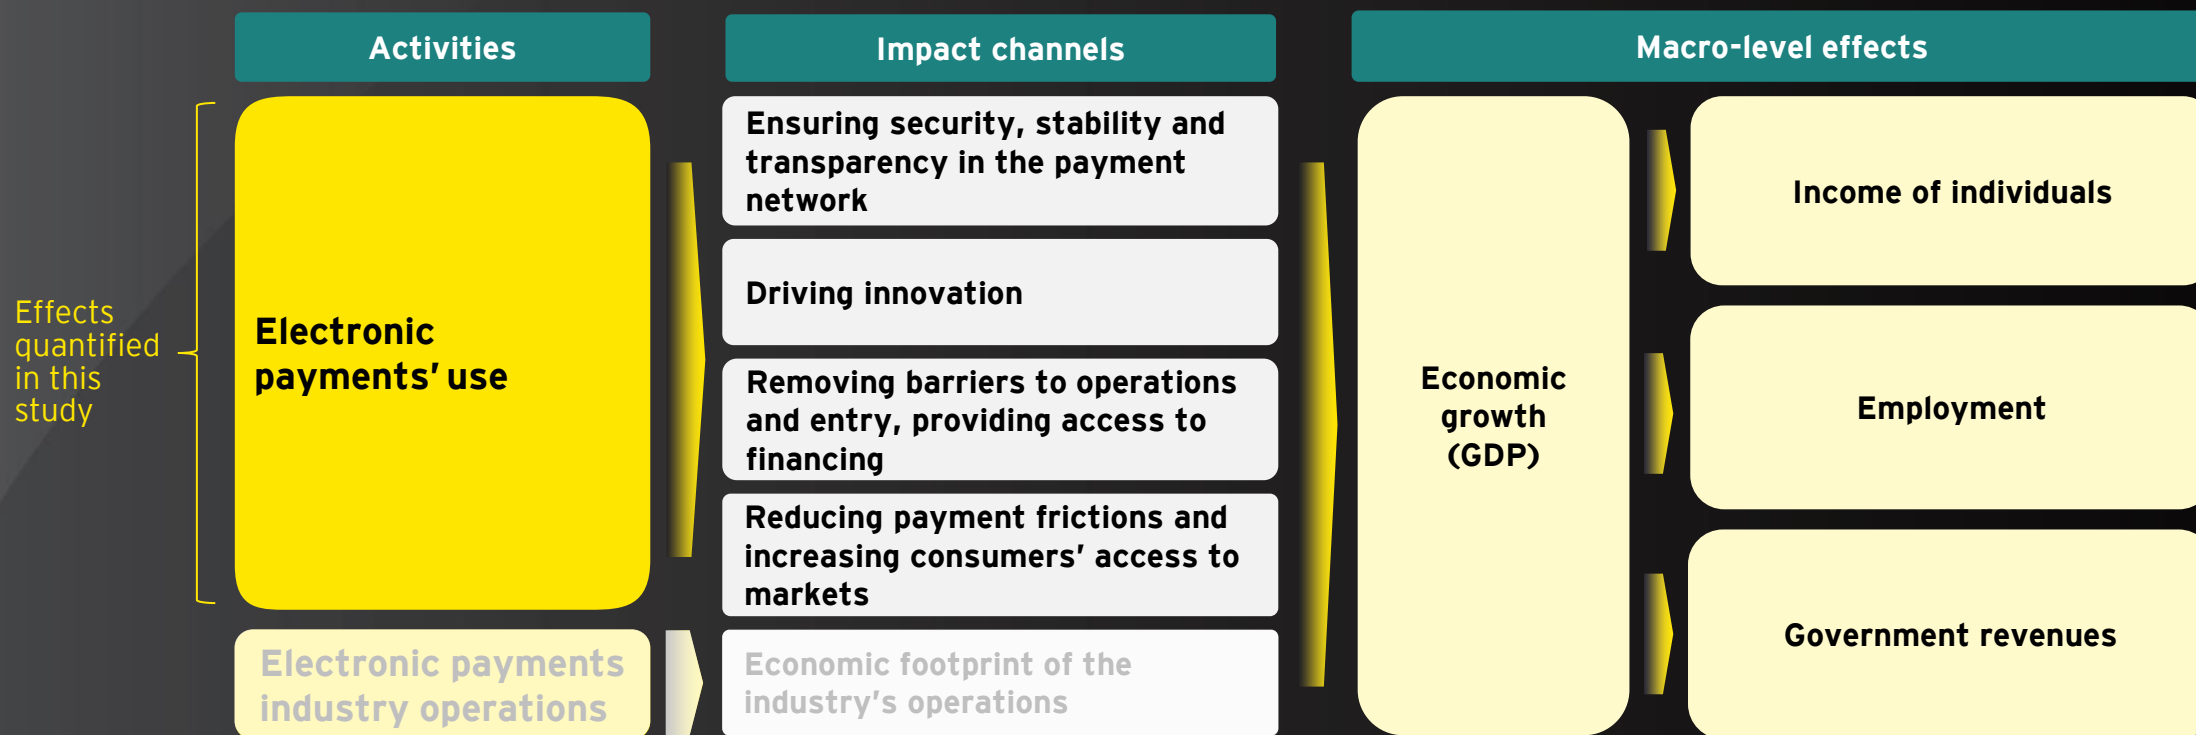 Activities
Impact channels
Macro-level effects
Effects
quantified
in this
study
Electronic
payments' use
Ensuring security, stability and
transparency in the payment
network
Driving innovation
Removing barriers to operations
and entry, providing access to
financing
Reducing payment frictions and
increasing consumers' access to
markets
Electronic payments
industry operations
Economic footprint of the
industry's operations
Economic
growth
(GDP)
Income of individuals
Employment
Government revenues